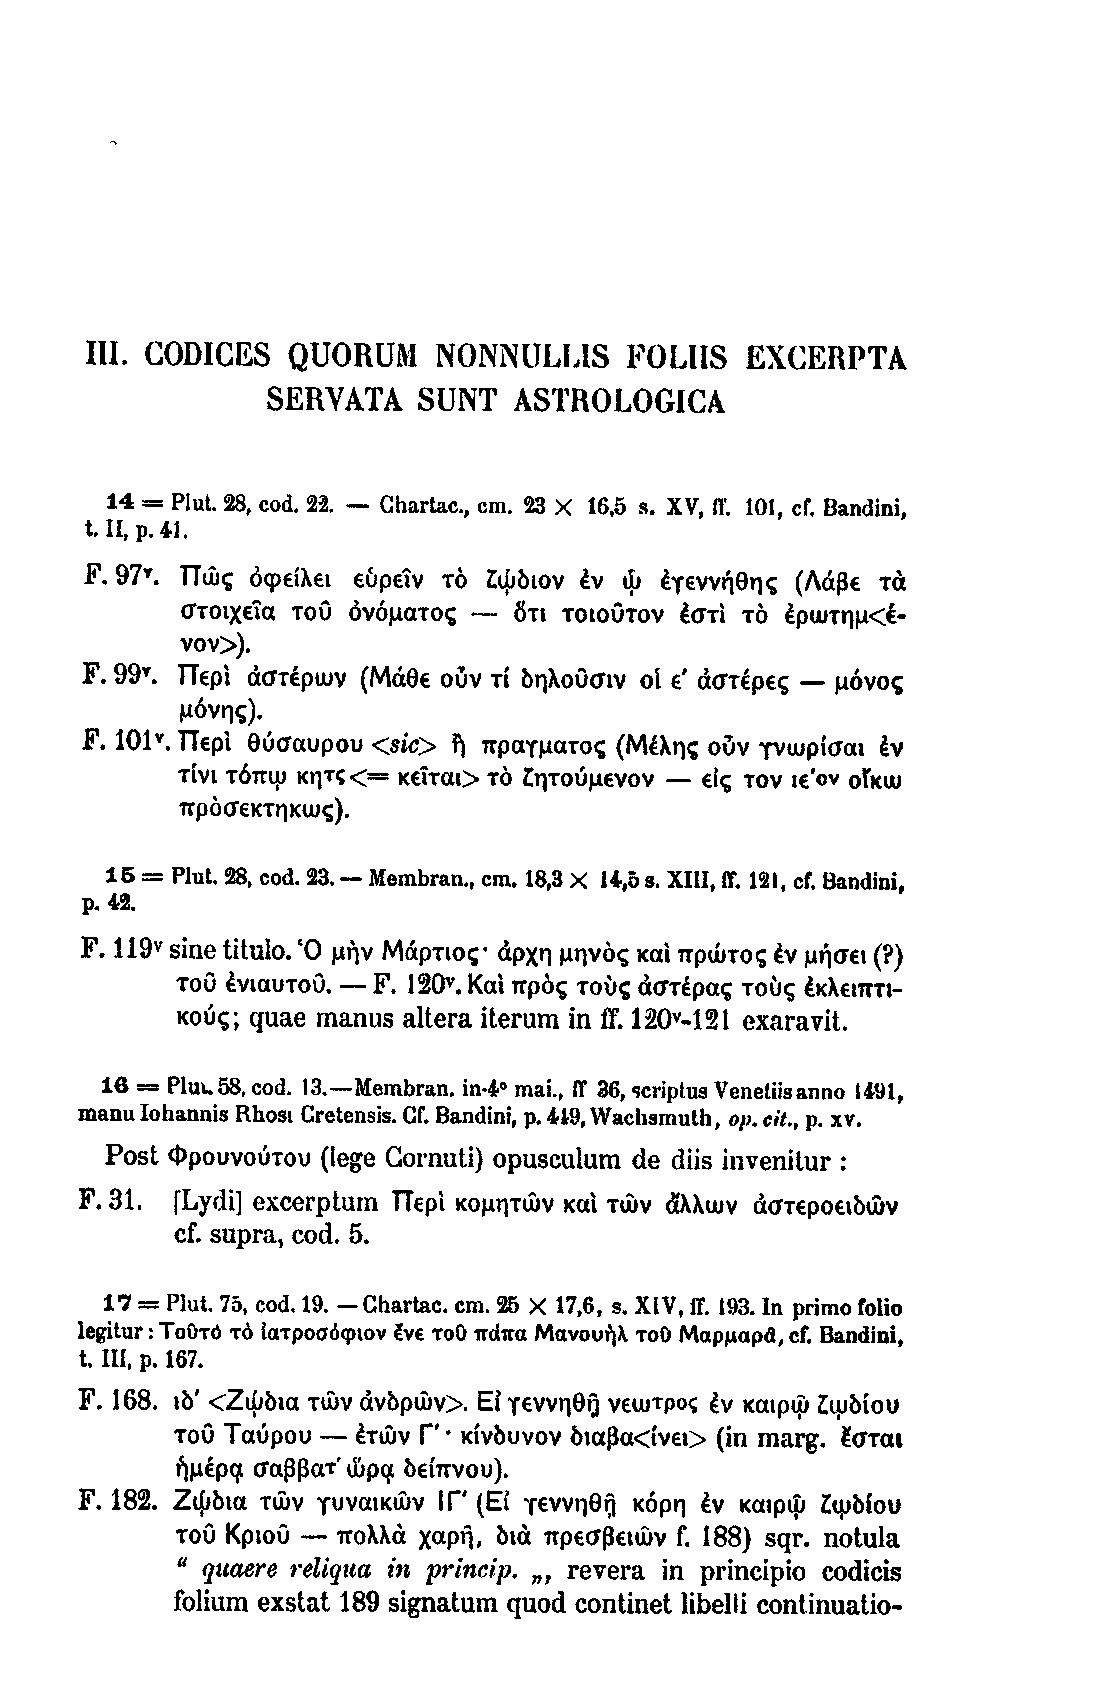 III. CODICES QUORUM NONNULLIS FOLIIS EXCERPTA
SERVATA SUNT ASTROLOGICA
14 = Plut. 28, cod. 22. — Chartac., cm. 23 × 16,5 s. XV, ff. 101, cf. Bandini,
t. II, p. 41.
F. 97ᵛ. Πῶς ὀφείλει εὑρεῖν τὸ ζῴδιον ἐν ᾧ ἐγεννήθης (Λάβε τὰ
στοιχεῖα τοῦ ὀνόματος — ὅτι τοιοῦτον ἐστὶ τὸ ἐρωτημ<έ-
νον>).
F. 99ᵛ. Περὶ ἀστέρων (Μάθε οὖν τί δηλοῦσιν οἱ ε′ ἀστέρες — μόνος
μόνης).
F. 101ᵛ. Περὶ θύσαυρου <sic> ἢ πραγματος (Μέλης οὖν γνωρίσαι ἐν
τίνι τόπῳ κητς <= κεῖται> τὸ ζητούμενον — εἰς τον ιε′ον οἴκω
πρὸσεκτηκως).
15 = Plut. 28, cod. 23. — Membran., cm. 18,3 × 14,5 s. XIII, ff. 121, cf. Bandini,
p. 42.
F. 119ᵛ sine titulo. Ὁ μὴν Μάρτιος· ἀρχη μηνὸς καὶ πρώτος ἐν μήσει (?)
τοῦ ἐνιαυτοῦ. — F. 120ᵛ. Καὶ πρὸς τοὺς ἀστέρας τοὺς ἐκλειπτι-
κούς; quae manus altera iterum in ff. 120ᵛ-121 exaravit.
16 = Plut. 58, cod. 13. — Membran. in-4º mai., ff 36, scriptus Venetiis anno 1491,
manu Iohannis Rhosi Cretensis. Cf. Bandini, p. 449, Wachsmuth, op. cit., p. xv.
Post Φρουνούτου (lege Cornuti) opusculum de diis invenitur :
F. 31. [Lydi] excerptum Περὶ κομητῶν καὶ τῶν ἄλλων ἀστεροειδῶν
cf. supra, cod. 5.
17 = Plut. 75, cod. 19. — Chartac. cm. 25 × 17,6, s. XIV, ff. 193. In primo folio
legitur : Τοῦτό τὸ ἰατροσόφιον ἔνε τοῦ πάπα Μανουὴλ τοῦ Μαρμαρᾶ, cf. Bandini,
t. III, p. 167.
F. 168. ιδ′ <Ζῴδια τῶν ἀνδρῶν>. Εἰ γεννηθῇ νεωτρος ἐν καιρῷ ζῳδίου
τοῦ Ταύρου — ἐτῶν Γ′· κίνδυνον διαβα<ίνει> (in marg. ἔσται
ἡμέρᾳ σαββατ′ ὥρᾳ δείπνου).
F. 182. Ζῴδια τῶν γυναικῶν ΙΓ′ (Εἰ γεννηθῇ κόρη ἐν καιρῷ ζῳδίου
τοῦ Κριοῦ — πολλὰ χαρῇ, διὰ πρεσβειῶν f. 188) sqr. notula
“ quaere reliqua in princip. „, revera in principio codicis
folium exstat 189 signatum quod continet libelli continuatio-